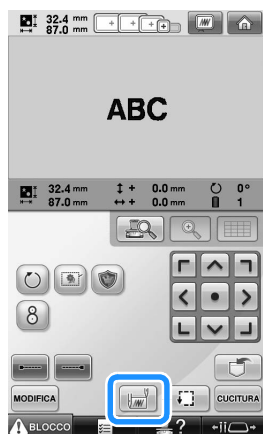 32.4 mm
87.0 mm
ABC
32.4 mm
87.0 mm
+ 0.0 mm
+ 0.0 mm
0°
1
8
MODIFICA
CUCITURA
BLOCCO
?